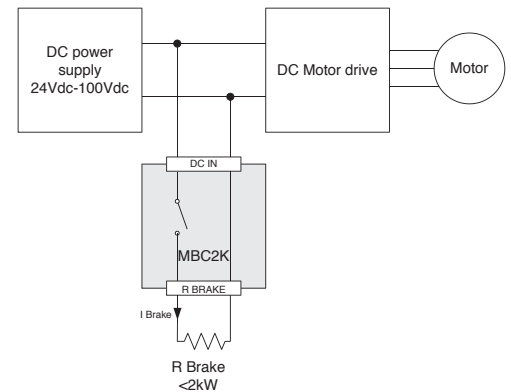 DC power
supply
24Vdc-100Vdc
DC Motor drive
Motor
DC IN
MBC2K
R BRAKE
I Brake
R Brake
<2kW